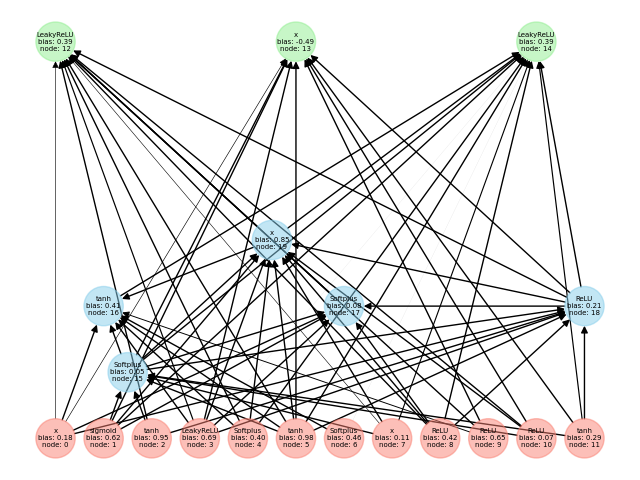 LeakyReLU
bias: 0.39
node: 12
x
bias: -0.49
node: 13
LeakyReLU
bias: 0.39
node: 14
x
bias: 0.85
node: 19
tanh
bias: 0.41
node: 16
Softplus
bias: 0.08
node: 17
ReLU
bias: 0.21
node: 18
Softplus
bias: 0.05
node: 15
x
bias: 0.18
node: 0
sigmoid
bias: 0.62
node: 1
tanh
bias: 0.95
node: 2
LeakyReLU
bias: 0.69
node: 3
Softplus
bias: 0.40
node: 4
tanh
bias: 0.98
node: 5
Softplus
bias: 0.46
node: 6
x
bias: 0.11
node: 7
ReLU
bias: 0.42
node: 8
ReLU
bias: 0.65
node: 9
ReLU
bias: 0.07
node: 10
tanh
bias: 0.29
node: 11